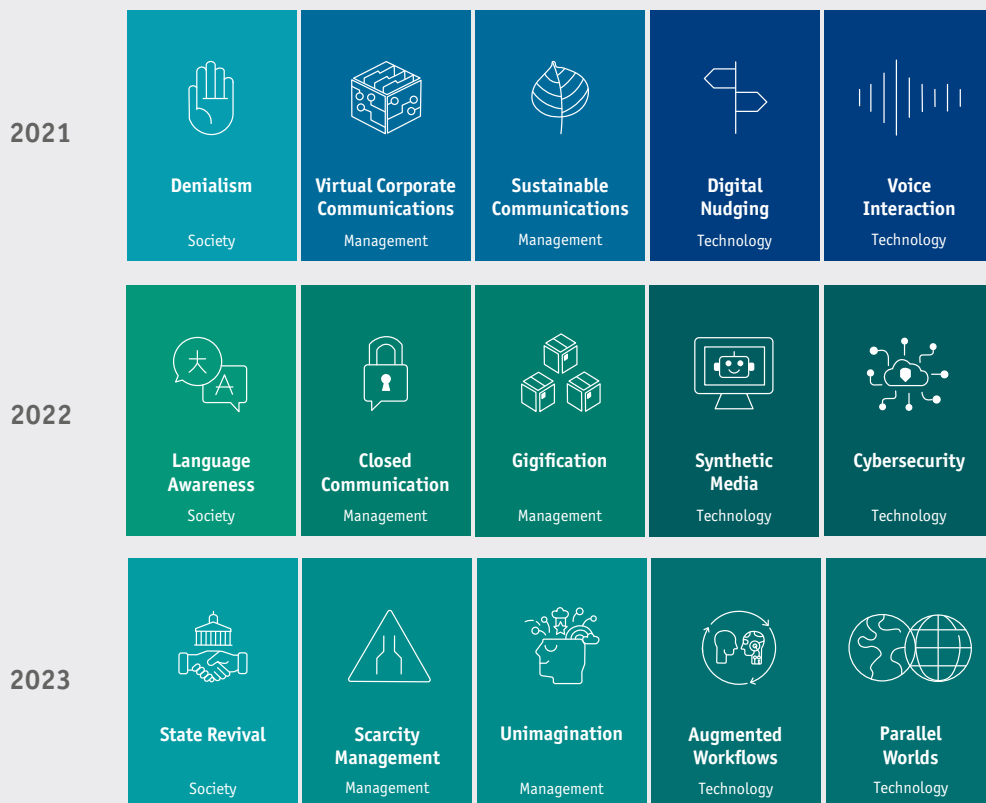 2021
Denialism
Society
Virtual Corporate
Communications
Management
Sustainable
Communications
Management
Digital
Nudging
Technology
Voice
Interaction
Technology
2022
大
A
Language
Awareness
Society
Closed
Communication
Management
Gigification
Management
Synthetic
Media
Technology
Cybersecurity
Technology
2023
State Revival
Society
Scarcity
Management
Management
Unimagination
Management
Augmented
Workflows
Technology
Parallel
Worlds
Technology